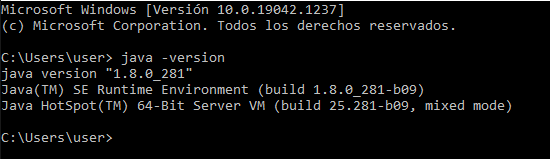 Microsoft Windows [Versión 10.0.19042.1237]
(c) Microsoft Corporation. Todos los derechos reservados.
C:\Users\user> java -version
java version "1.8.0_281"
Java(TM) SE Runtime Environment (build 1.8.0_281-b09)
Java HotSpot(TM) 64-Bit Server VM (build 25.281-b09, mixed mode)
C:\Users\user>